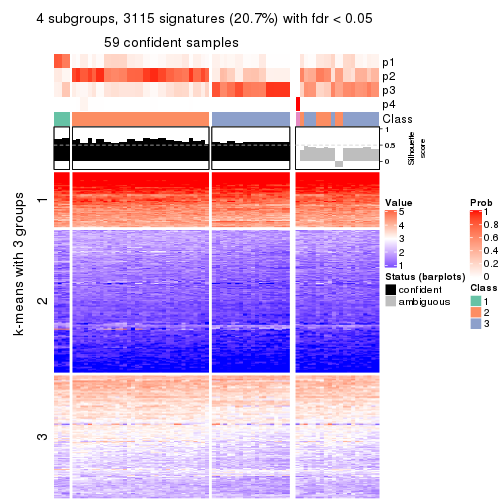 4 subgroups, 3115 signatures (20.7%) with fdr < 0.05
59 confident samples
p1
p2
p3
p4
Class
1
0.5
0
Silhouette
score
k-means with 3 groups
1
2
3
Value
5
4
3
2
1
Status (barplots)
confident
ambiguous
Prob
1
0.8
0.6
0.4
0.2
0
Class
1
2
3